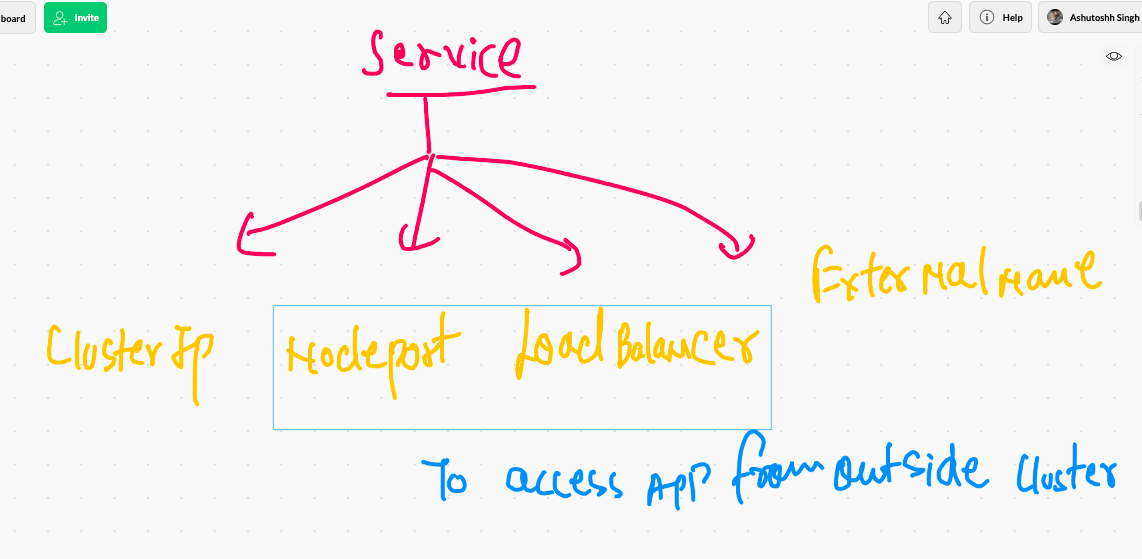 board
Invite
Help
Ashutoshh Singh
Service
ClusterIp
Nodeport
LoadBalancer
Externalname
To access App from outside Cluster